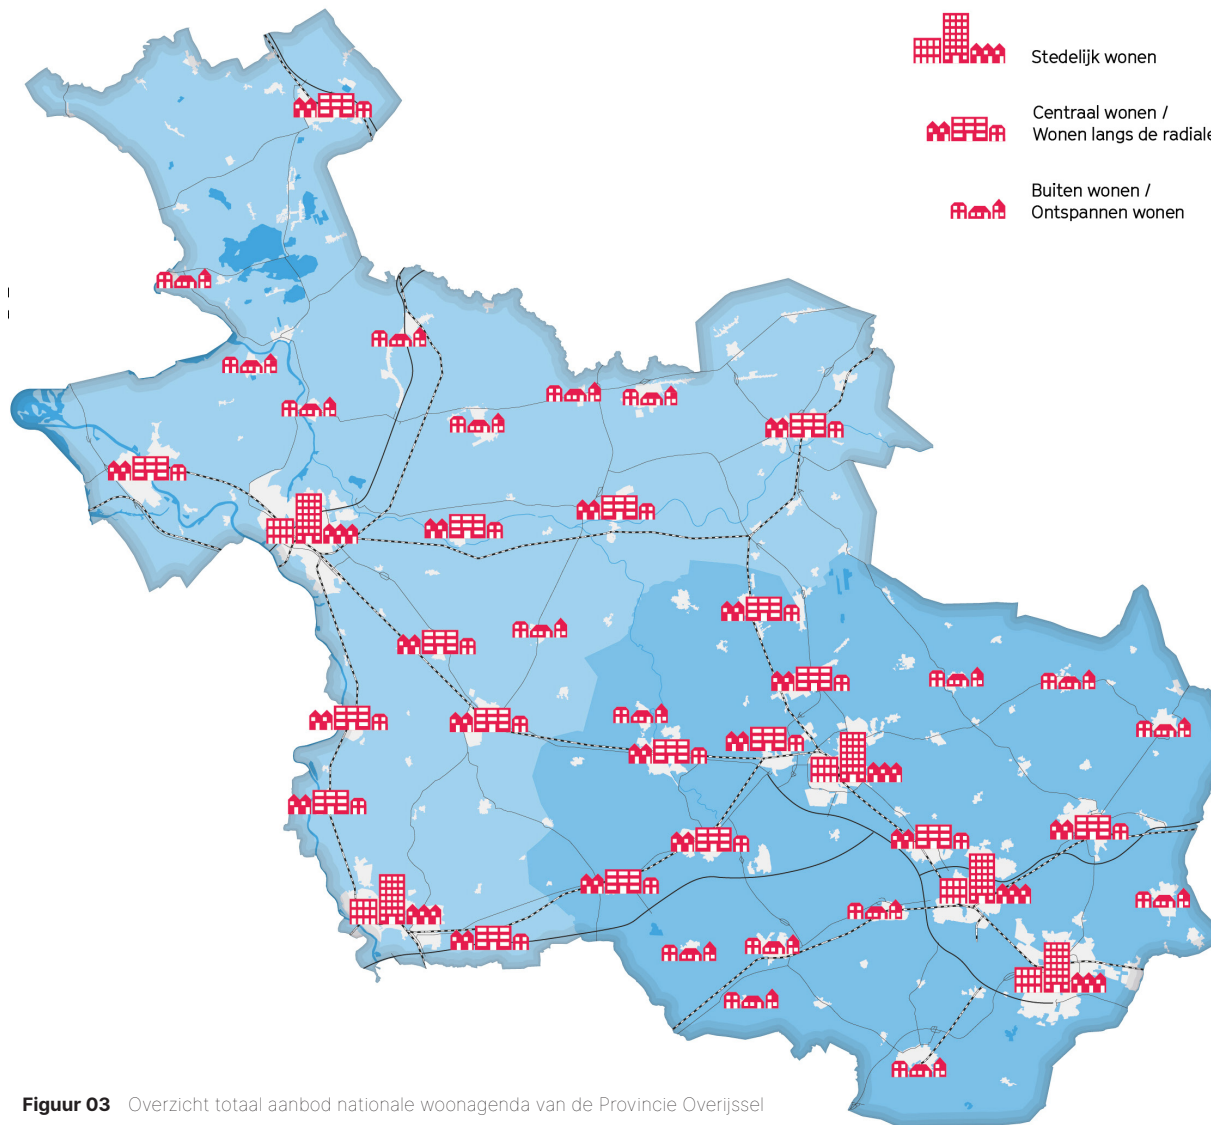 Stedelijk wonen
Centraal wonen /
Wonen langs de radiale
Buiten wonen /
Ontspannen wonen
Figuur 03 Overzicht totaal aanbod nationale woonagenda van de Provincie Overijssel